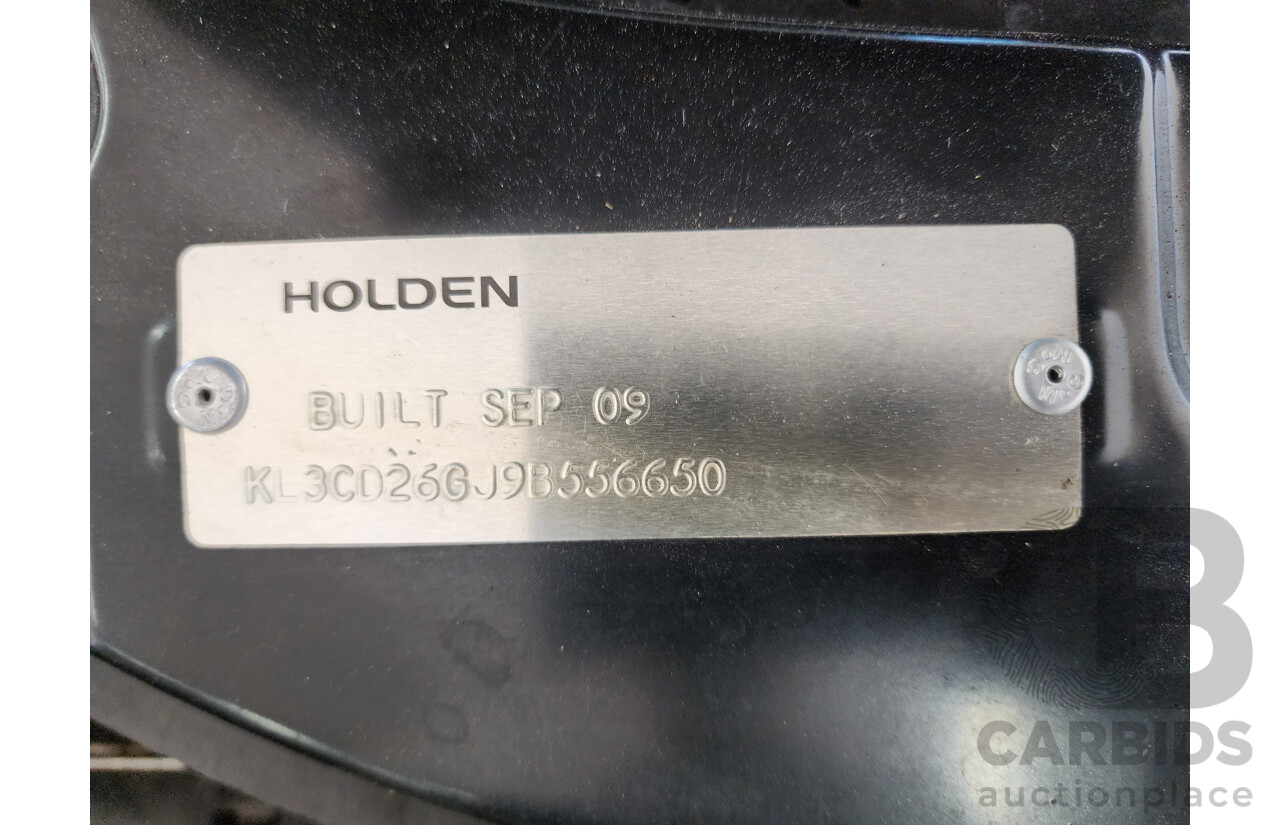 HOLDEN
BUILT SEP 09
KL3CD26GJ9B556650
CARBIDS
auctionplace